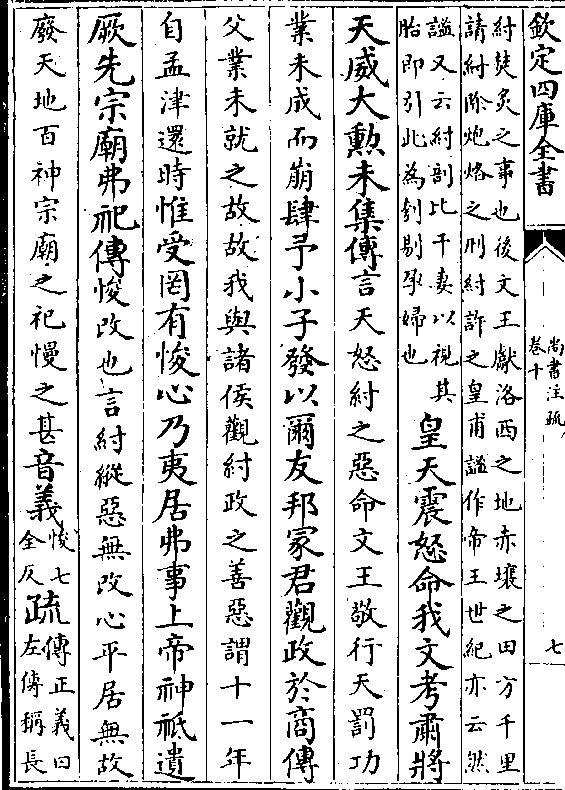 欽定四庫全書
尚書注疏
卷十
七
紂焚炙之事也後文王獻洛西之地赤壤之田方千里
請紂除炮烙之刑紂許之皇甫謐作帝王世紀亦云然
謐又云紂剖比干妻以視其
胎即引此為刳剔孕婦也
皇天震怒命我文考肅將
天威大勲未集傳言天怒紂之惡命文王敬行天罰功
業未成而崩肆予小子發以爾友邦冢君觀政於商傳
父業未就之故故我與諸侯觀紂政之善惡謂十一年
自孟津還時惟受罔有悛心乃夷居弗事上帝神祇遺
厥先宗廟弗祀傳悛改也言紂縱惡無改心平居無故
廢天地百神宗廟之祀慢之甚音義
悛七
全反
疏
傳正義曰
左傳稱長